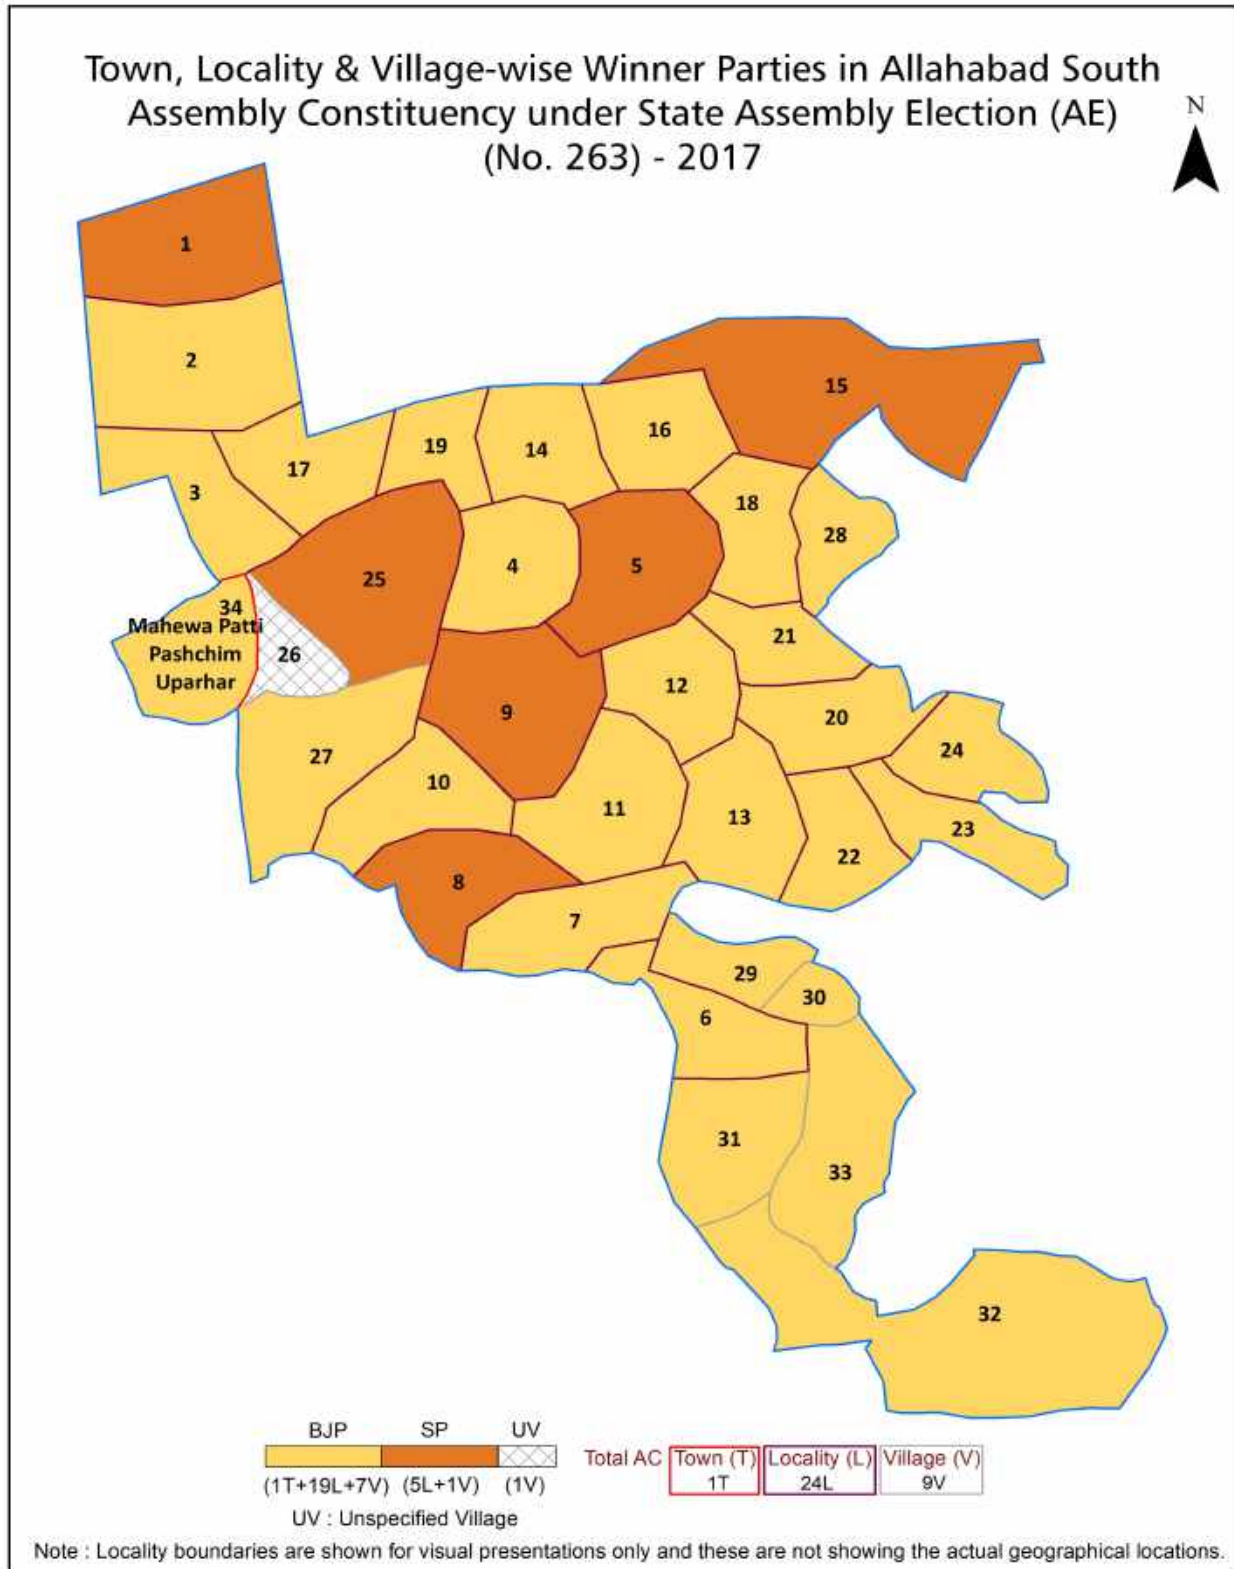 Town, Locality & Village-wise Winner Parties in Allahabad South
Assembly Constituency under State Assembly Election (AE)
(No. 263) - 2017
N
1
2
15
16
19
14
17
3
18
28
4
5
25
34
Mahewa Patti
Pashchim
Uparhar
26
21
12
20
9
24
27
10
11
13
23
22
8
7
29
30
6
31
33
32
BJP SP UV
(1T+19L+7V) (5L+1V) (1V)
UV : Unspecified Village
Total AC Town (T) Locality (L) Village (V)
1T 24L 9V
Note : Locality boundaries are shown for visual presentations only and these are not showing the actual geographical locations.